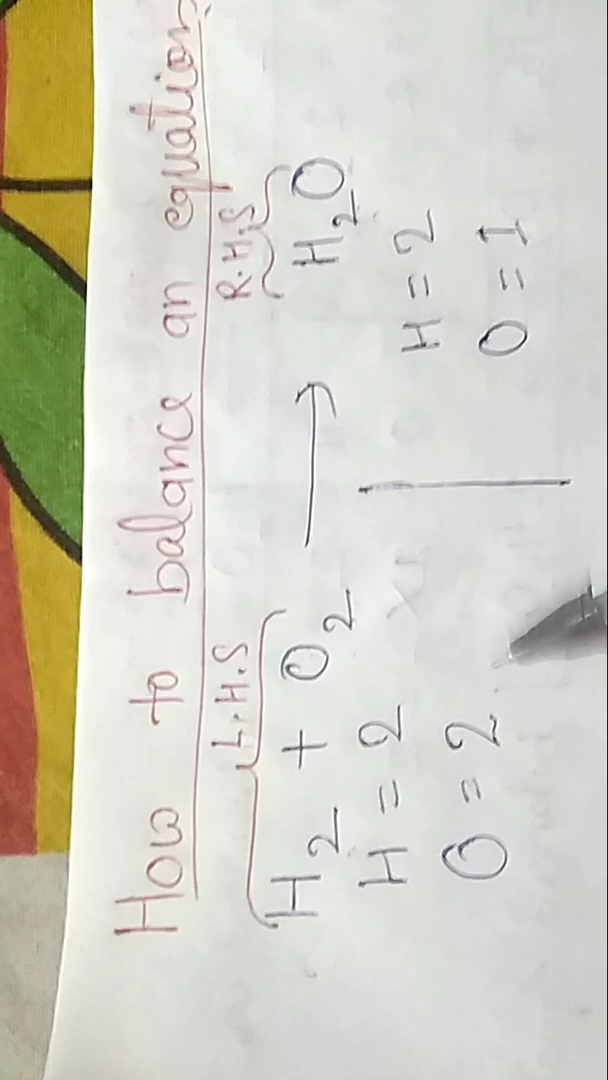 How to balance an equation
L.H.S R.H.S
H₂ + O₂ → H₂O
H = 2 H = 2
O = 2 O = 1